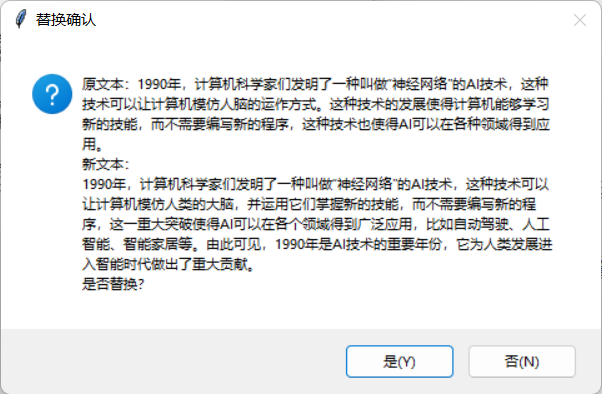 替换确认
原文本：1990年，计算机科学家们发明了一种叫做“神经网络”的AI技术，这种
技术可以让计算机模仿人脑的运作方式。这种技术的发展使得计算机能够学习
新的技能，而不需要编写新的程序，这种技术也使得AI可以在各种领域得到应
用。
新文本：
1990年，计算机科学家们发明了一种叫做“神经网络”的AI技术，这种技术可以
让计算机模仿人类的大脑，并运用它们掌握新的技能，而不需要编写新的程
序，这一重大突破使得AI可以在各个领域得到广泛应用，比如自动驾驶、人工
智能、智能家居等。由此可见，1990年是AI技术的重要年份，它为人类发展进
入智能时代做出了重大贡献。
是否替换？
是(Y)
否(N)